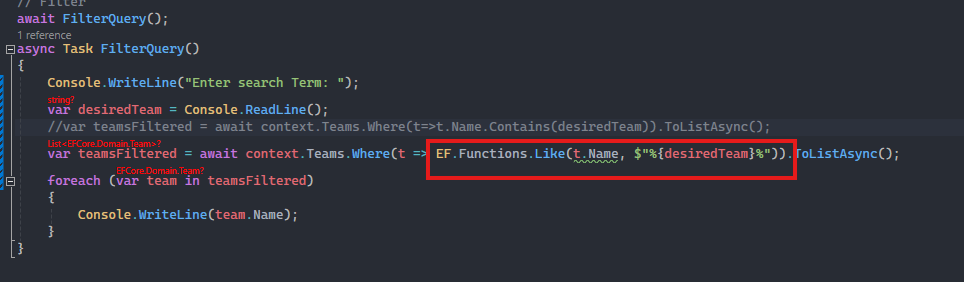 // Filter
await FilterQuery();
1 reference
async Task FilterQuery()
{
Console.WriteLine("Enter search Term: ");
string?
var desiredTeam = Console.ReadLine();
//var teamsFiltered = await context.Teams.Where(t=>t.Name.Contains(desiredTeam)).ToListAsync();
List<EFCore.Domain.Team>?
var teamsFiltered = await context.Teams.Where(t => EF.Functions.Like(t.Name, $"%{desiredTeam}%")).ToListAsync();
EFCore.Domain.Team?
foreach (var team in teamsFiltered)
{
Console.WriteLine(team.Name);
}
}